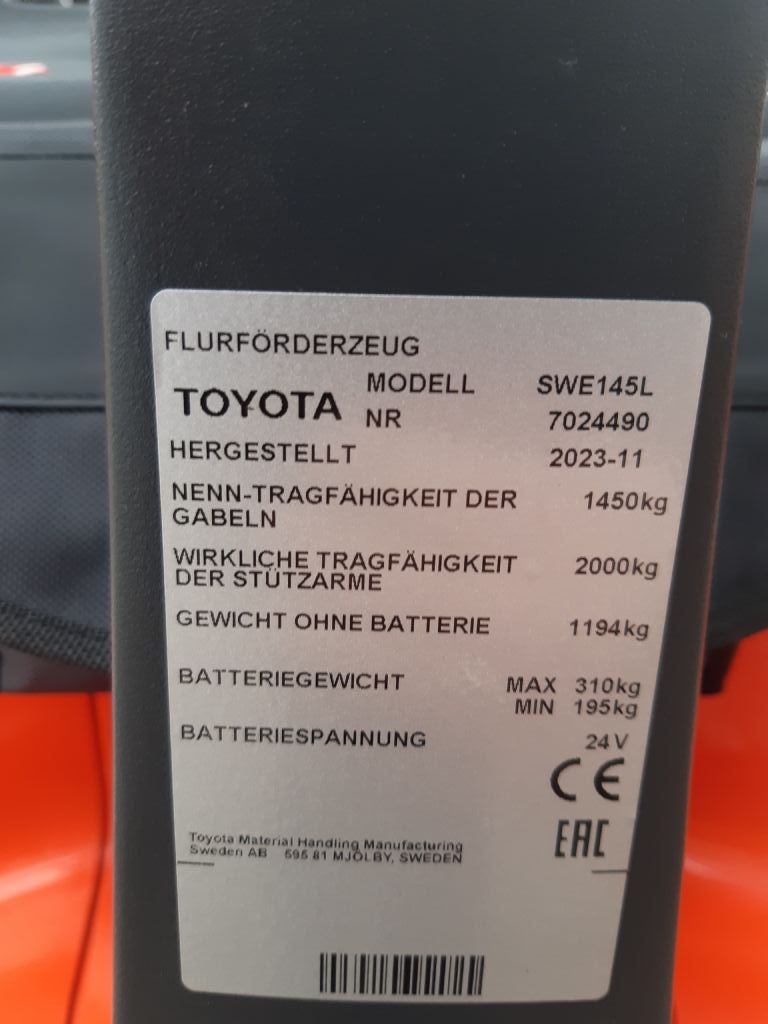 FLURFÖRDERZEUG
TOYOTA MODELL SWE145L
NR 7024490
HERGESTELLT 2023-11
NENN-TRAGFÄHIGKEIT DER 1450kg
GABELN
WIRKLICHE TRAGFÄHIGKEIT 2000kg
DER STÜTZARME
GEWICHT OHNE BATTERIE 1194kg
BATTERIEGEWICHT MAX 310kg
MIN 195kg
BATTERIESPANNUNG 24V
CE
EAC
Toyota Material Handling Manufacturing
Sweden AB 595 81 MJÖLBY, SWEDEN